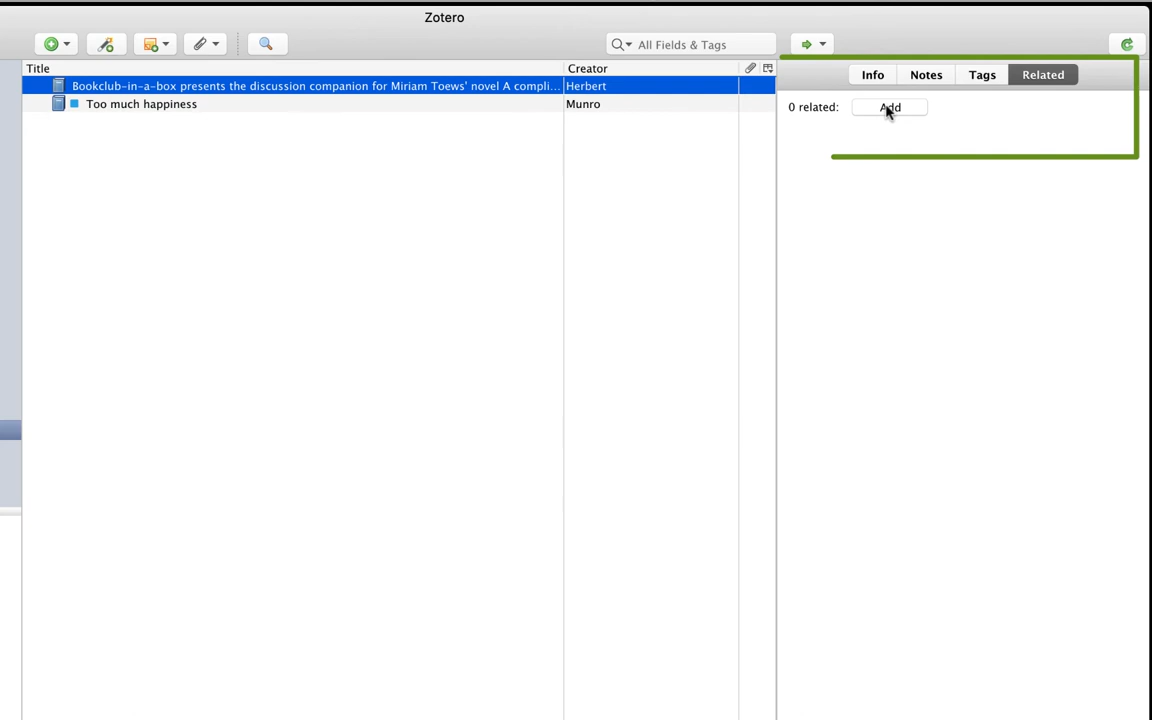 Zotero
All Fields & Tags
Title Creator
Info Notes Tags Related
Bookclub-in-a-box presents the discussion companion for Miriam Toews' novel A compli... Herbert
0 related: Add
Too much happiness Munro